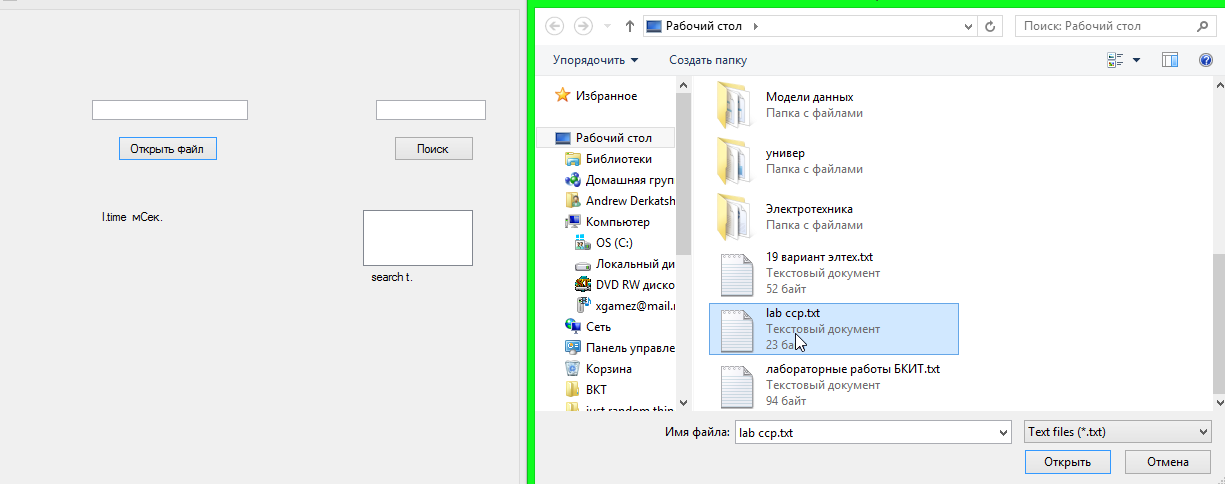 Открыть файл
Поиск
l.time мСек.
search t.
Рабочий стол
Поиск: Рабочий стол
Упорядочить
Создать папку
Избранное
Рабочий стол
Библиотеки
Домашняя груп
Andrew Derkatsh
Компьютер
OS (C:)
Локальный ди
DVD RW диско
xgamez@mail.r
Сеть
Панель управле
Корзина
ВКТ
just random thin
Модели данных
Папка с файлами
универ
Папка с файлами
Электротехника
Папка с файлами
19 вариант элтех.txt
Текстовый документ
52 байт
lab ccp.txt
Текстовый документ
23 байт
лабораторные работы БКИТ.txt
Текстовый документ
94 байт
Имя файла:
lab ccp.txt
Text files (*.txt)
Открыть
Отмена